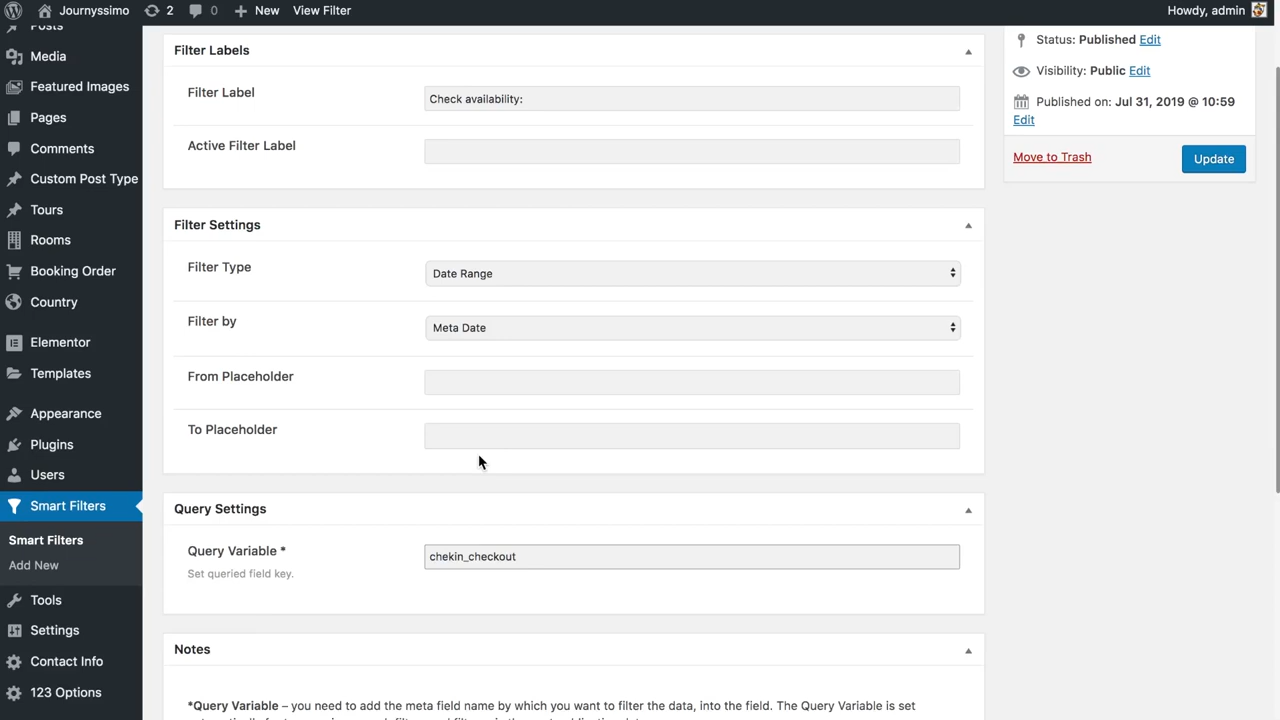 Journyssimo 2 0 New View Filter Howdy, admin
Posts
Media
Featured Images
Pages
Comments
Custom Post Type
Tours
Rooms
Booking Order
Country
Elementor
Templates
Appearance
Plugins
Users
Smart Filters
Smart Filters
Add New
Tools
Settings
Contact Info
123 Options
Filter Labels
Filter Label
Check availability:
Active Filter Label
Filter Settings
Filter Type
Date Range
Filter by
Meta Date
From Placeholder
To Placeholder
Query Settings
Query Variable *
chekin_checkout
Set queried field key.
Notes
*Query Variable – you need to add the meta field name by which you want to filter the data, into the field. The Query Variable is set
Status: Published Edit
Visibility: Public Edit
Published on: Jul 31, 2019 @ 10:59
Edit
Move to Trash
Update